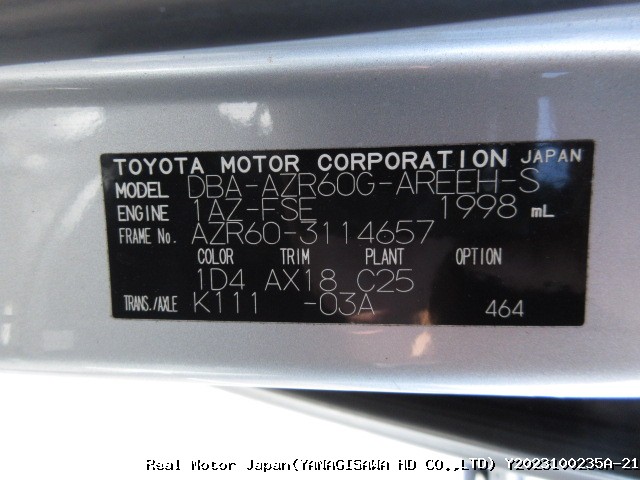 TOYOTA MOTOR CORPORATION JAPAN
MODEL DBA-AZR60G-AREEH-S
ENGINE 1AZ-FSE 1998 mL
FRAME No. AZR60-3114657
COLOR TRIM PLANT OPTION
1D4 AX18 C25
TRANS./AXLE K111 -03A 464
Real Motor Japan(YANAGISAWA HD CO.,LTD) Y2023100235A-21